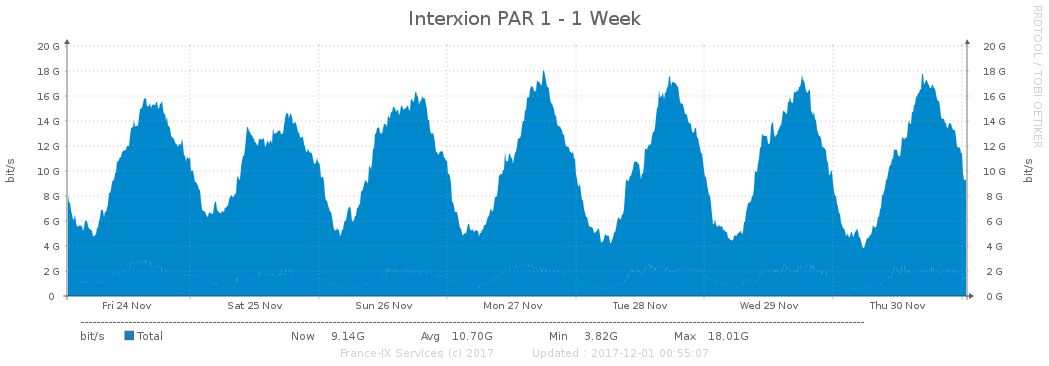 Interxion PAR 1 - 1 Week
RRDTOOL / TOBI OETIKER
20 G 20 G
18 G 18 G
16 G 16 G
14 G 14 G
12 G 12 G
10 G 10 G
8 G 8 G
6 G 6 G
4 G 4 G
2 G 2 G
0 0 G
bit/s bit/s
Fri 24 Nov Sat 25 Nov Sun 26 Nov Mon 27 Nov Tue 28 Nov Wed 29 Nov Thu 30 Nov
bit/s Total Now 9.14G Avg 10.70G Min 3.82G Max 18.01G
France-IX Services (c) 2017 Updated : 2017-12-01 00:55:07